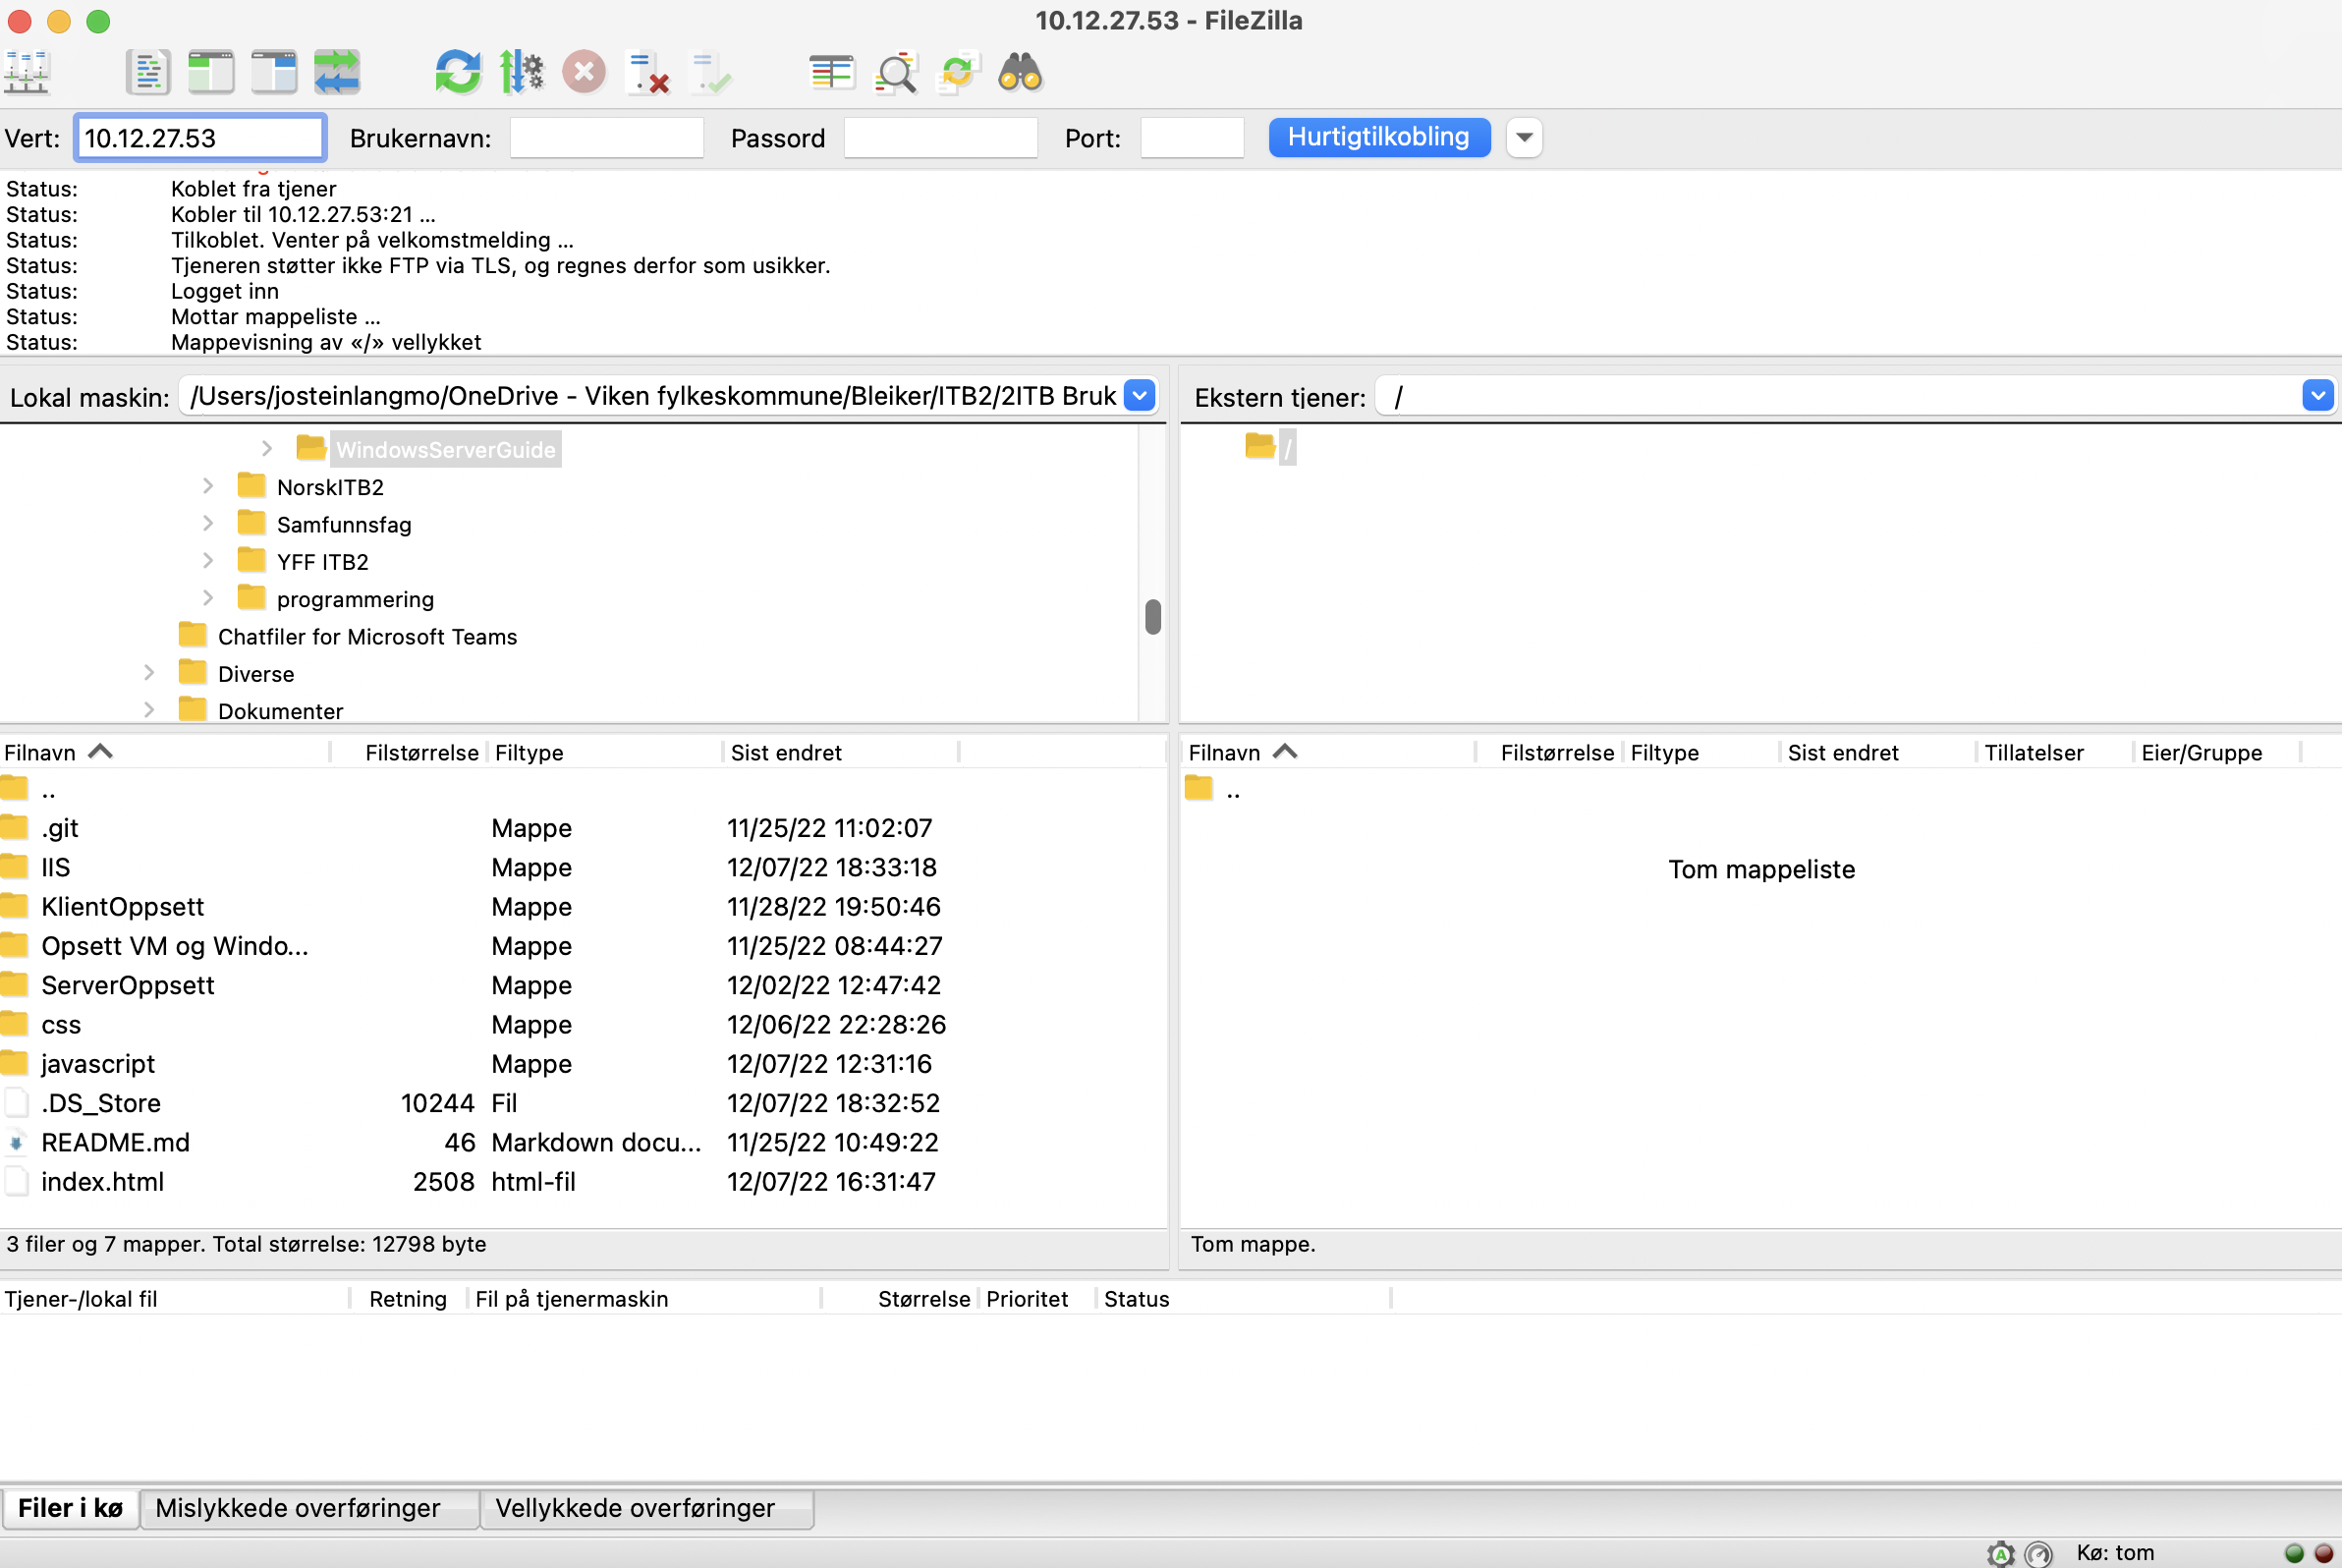 10.12.27.53 - FileZilla
Vert: 10.12.27.53 Brukernavn: Passord Port: Hurtigtilkobling
Status: Koblet fra tjener
Status: Kobler til 10.12.27.53:21 ...
Status: Tilkoblet. Venter på velkomstmelding ...
Status: Tjeneren støtter ikke FTP via TLS, og regnes derfor som usikker.
Status: Logget inn
Status: Mottar mappeliste ...
Status: Mappevisning av «/» vellykket
Lokal maskin: /Users/josteinlangmo/OneDrive - Viken fylkeskommune/Bleiker/ITB2/2ITB Bruk
WindowsServerGuide
NorskITB2
Samfunnsfag
YFF ITB2
programmering
Chatfiler for Microsoft Teams
Diverse
Dokumenter
Ekstern tjener: /
/
Filnavn Filstørrelse Filtype Sist endret
..
.git Mappe 11/25/22 11:02:07
IIS Mappe 12/07/22 18:33:18
KlientOppsett Mappe 11/28/22 19:50:46
Opsett VM og Windo... Mappe 11/25/22 08:44:27
ServerOppsett Mappe 12/02/22 12:47:42
css Mappe 12/06/22 22:28:26
javascript Mappe 12/07/22 12:31:16
.DS_Store 10244 Fil 12/07/22 18:32:52
README.md 46 Markdown docu... 11/25/22 10:49:22
index.html 2508 html-fil 12/07/22 16:31:47
3 filer og 7 mapper. Total størrelse: 12798 byte
Filnavn Filstørrelse Filtype Sist endret Tillatelser Eier/Gruppe
..
Tom mappeliste
Tom mappe.
Tjener-/lokal fil Retning Fil på tjenermaskin Størrelse Prioritet Status
Filer i kø Mislykkede overføringer Vellykkede overføringer
Kø: tom